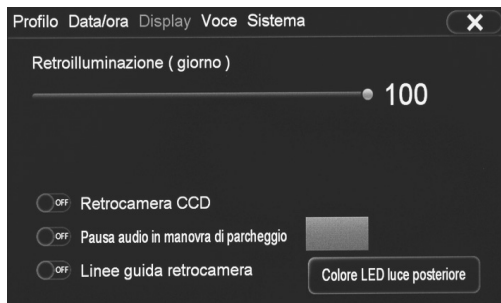 Profilo Data/ora Display Voce Sistema
Retroilluminazione ( giorno )
100
OFF Retrocamera CCD
OFF Pausa audio in manovra di parcheggio
OFF Linee guida retrocamera
Colore LED luce posteriore